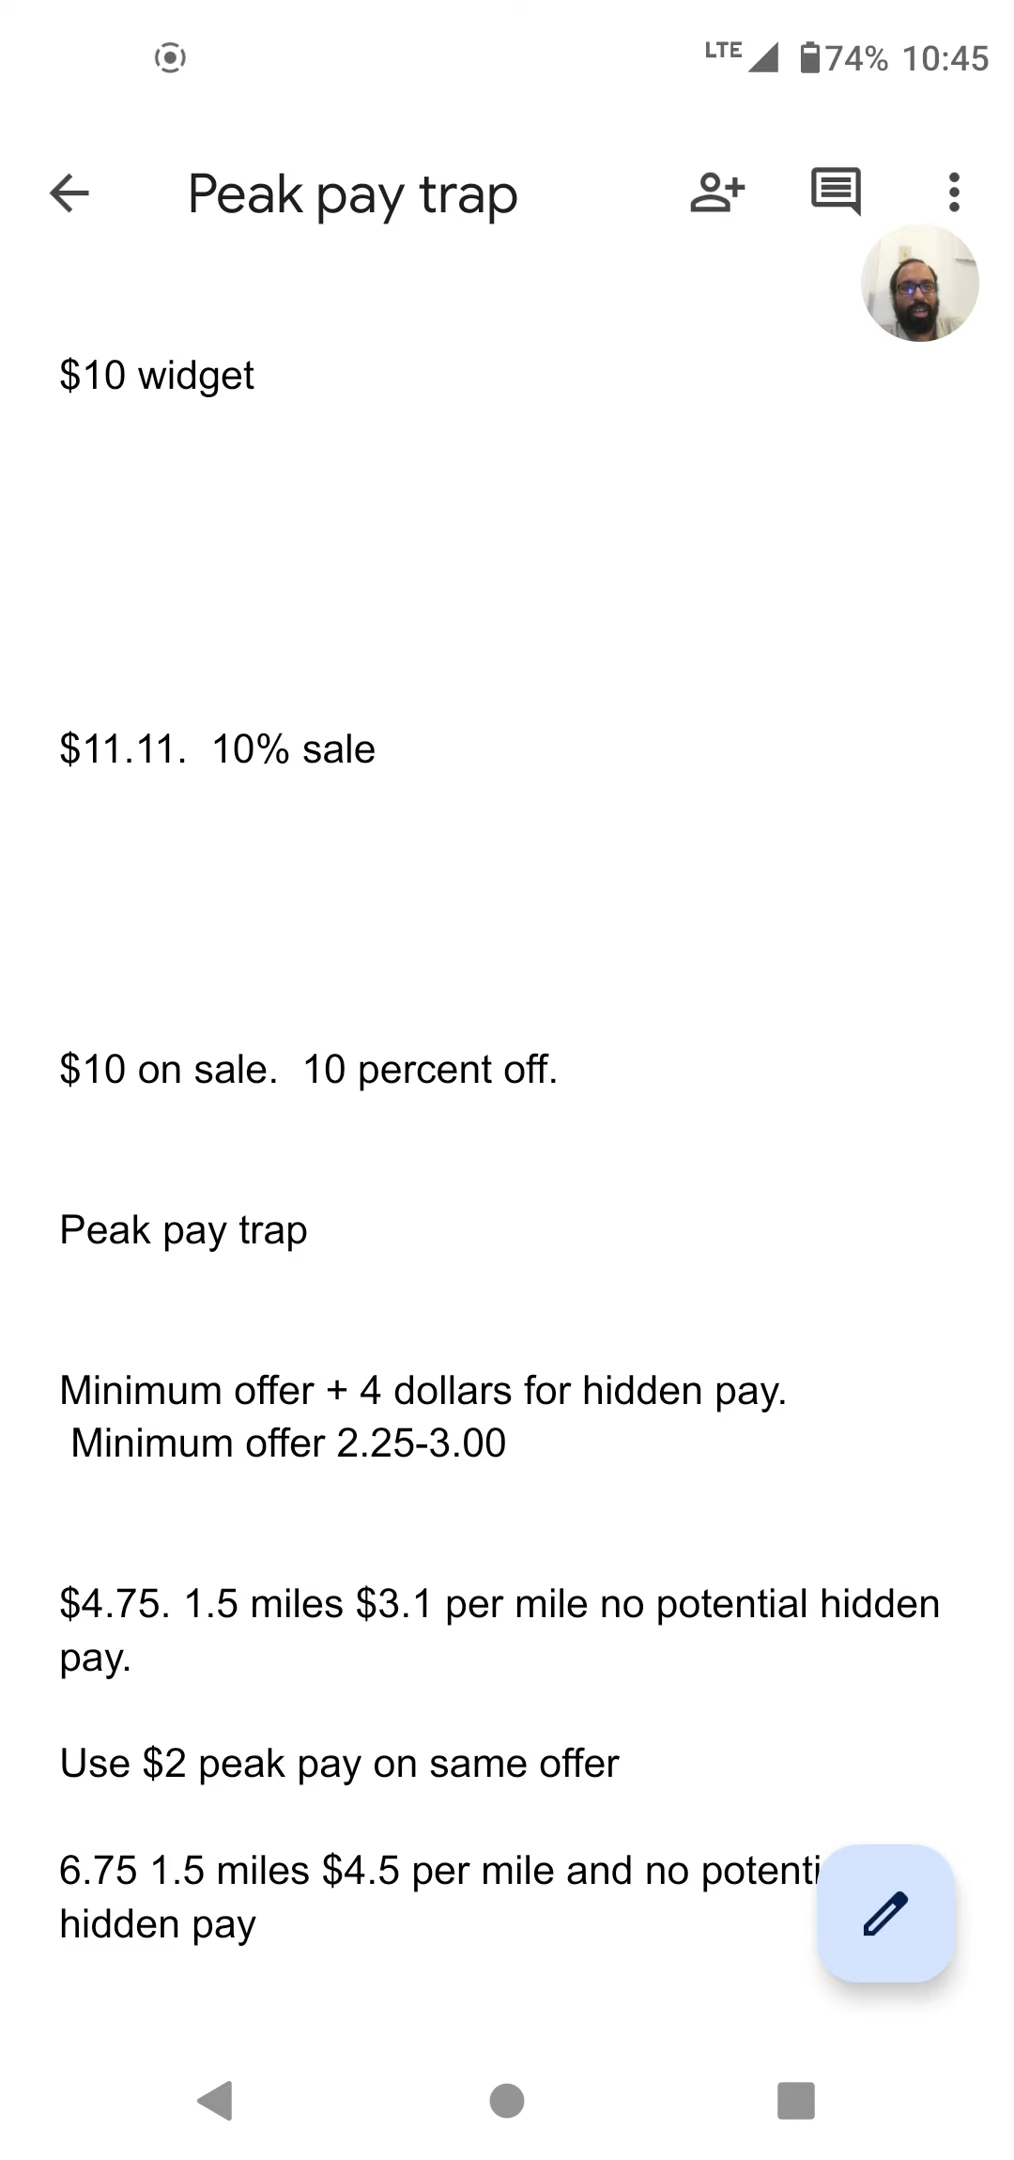 LTE 74% 10:45
Peak pay trap
$10 widget
$11.11.  10% sale
$10 on sale.  10 percent off.
Peak pay trap
Minimum offer + 4 dollars for hidden pay.
Minimum offer 2.25-3.00
$4.75. 1.5 miles $3.1 per mile no potential hidden
pay.
Use $2 peak pay on same offer
6.75 1.5 miles $4.5 per mile and no potenti
hidden pay